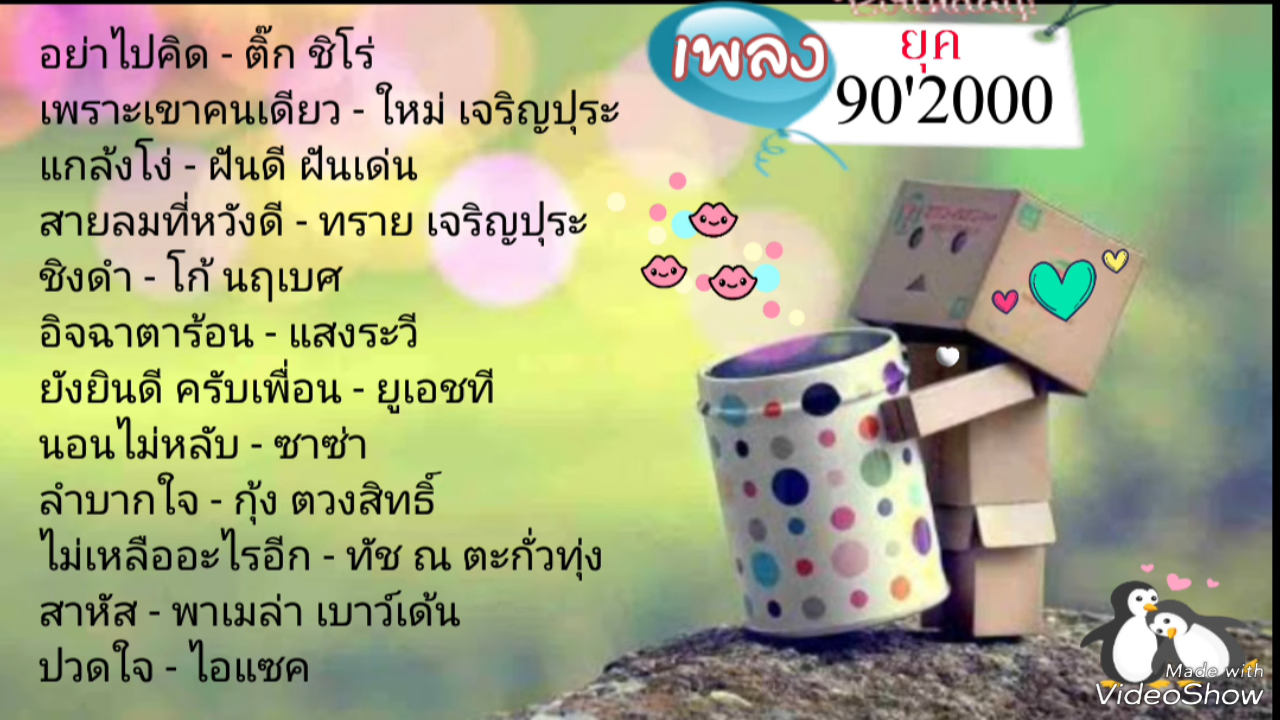 อย่าไปคิด - ติ๊ก ชิโร่
เพราะเขาคนเดียว - ใหม่ เจริญปุระ
แกล้งโง่ - ฝันดี ฝันเด่น
สายลมที่หวังดี - ทราย เจริญปุระ
ชิงดำ - โก้ นฤเบศ
อิจฉาตาร้อน - แสงระวี
ยังยินดี ครับเพื่อน - ยูเอชที
นอนไม่หลับ - ซาซ่า
ลำบากใจ - กุ้ง ตวงสิทธิ์
ไม่เหลืออะไรอีก - ทัช ณ ตะกั่วทุ่ง
สาหัส - พาเมล่า เบาว์เด้น
ปวดใจ - ไอแซค
เพลง
ยุค
90'2000
Made with
VideoShow